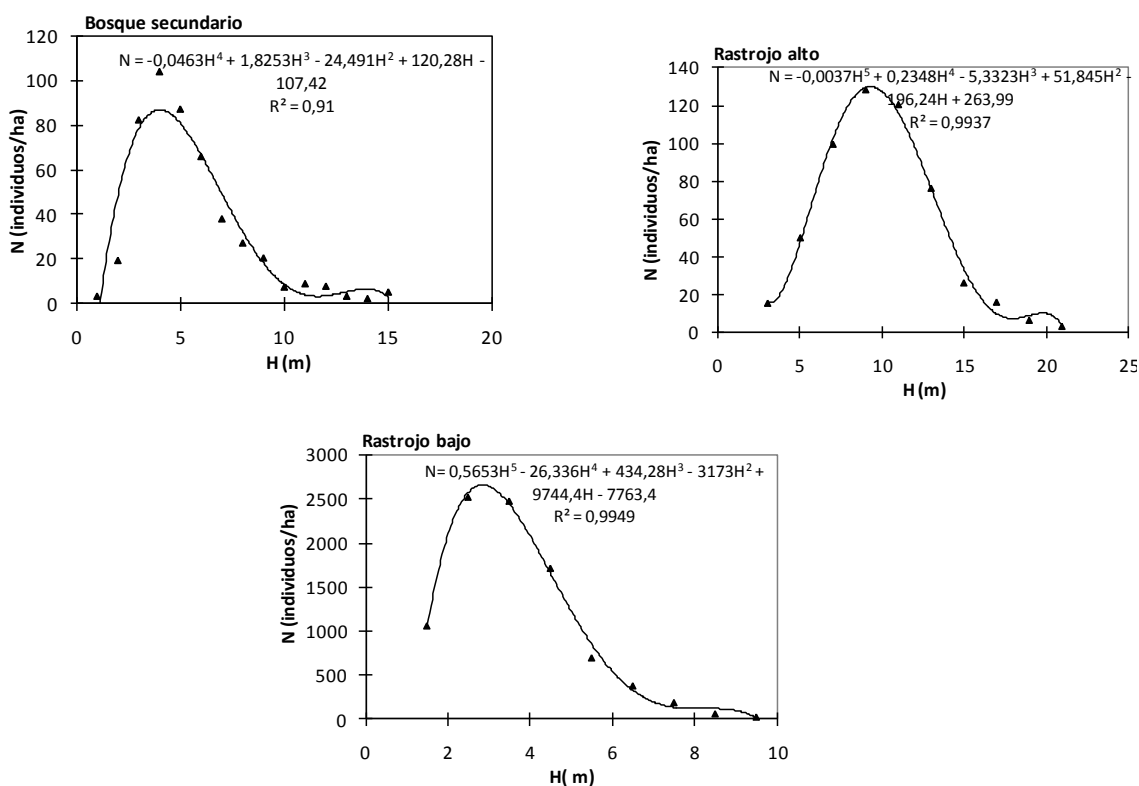 Bosque secundario
N = -0,0463H⁴ + 1,8253H³ - 24,491H² + 120,28H -
107,42
R² = 0,91
120
100
80
60
40
20
0
0 5 10 15 20
N (individuos/ha)
H (m)
Rastrojo alto
N = -0,0037H⁵ + 0,2348H⁴ - 5,3323H³ + 51,845H² -
196,24H + 263,99
R² = 0,9937
140
120
100
80
60
40
20
0
0 5 10 15 20 25
N (individuos/ha)
H (m)
Rastrojo bajo
N= 0,5653H⁵ - 26,336H⁴ + 434,28H³ - 3173H² +
9744,4H - 7763,4
R² = 0,9949
3000
2500
2000
1500
1000
500
0
0 2 4 6 8 10
N (individuos/ha)
H( m)